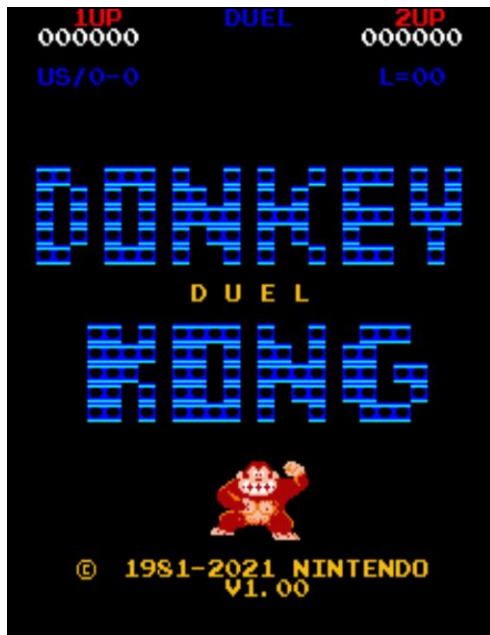 1UP DUEL 2UP
000000 000000
US/0-0 L=00
DONKEY
DUEL
KONG
© 1981-2021 NINTENDO
V1.00